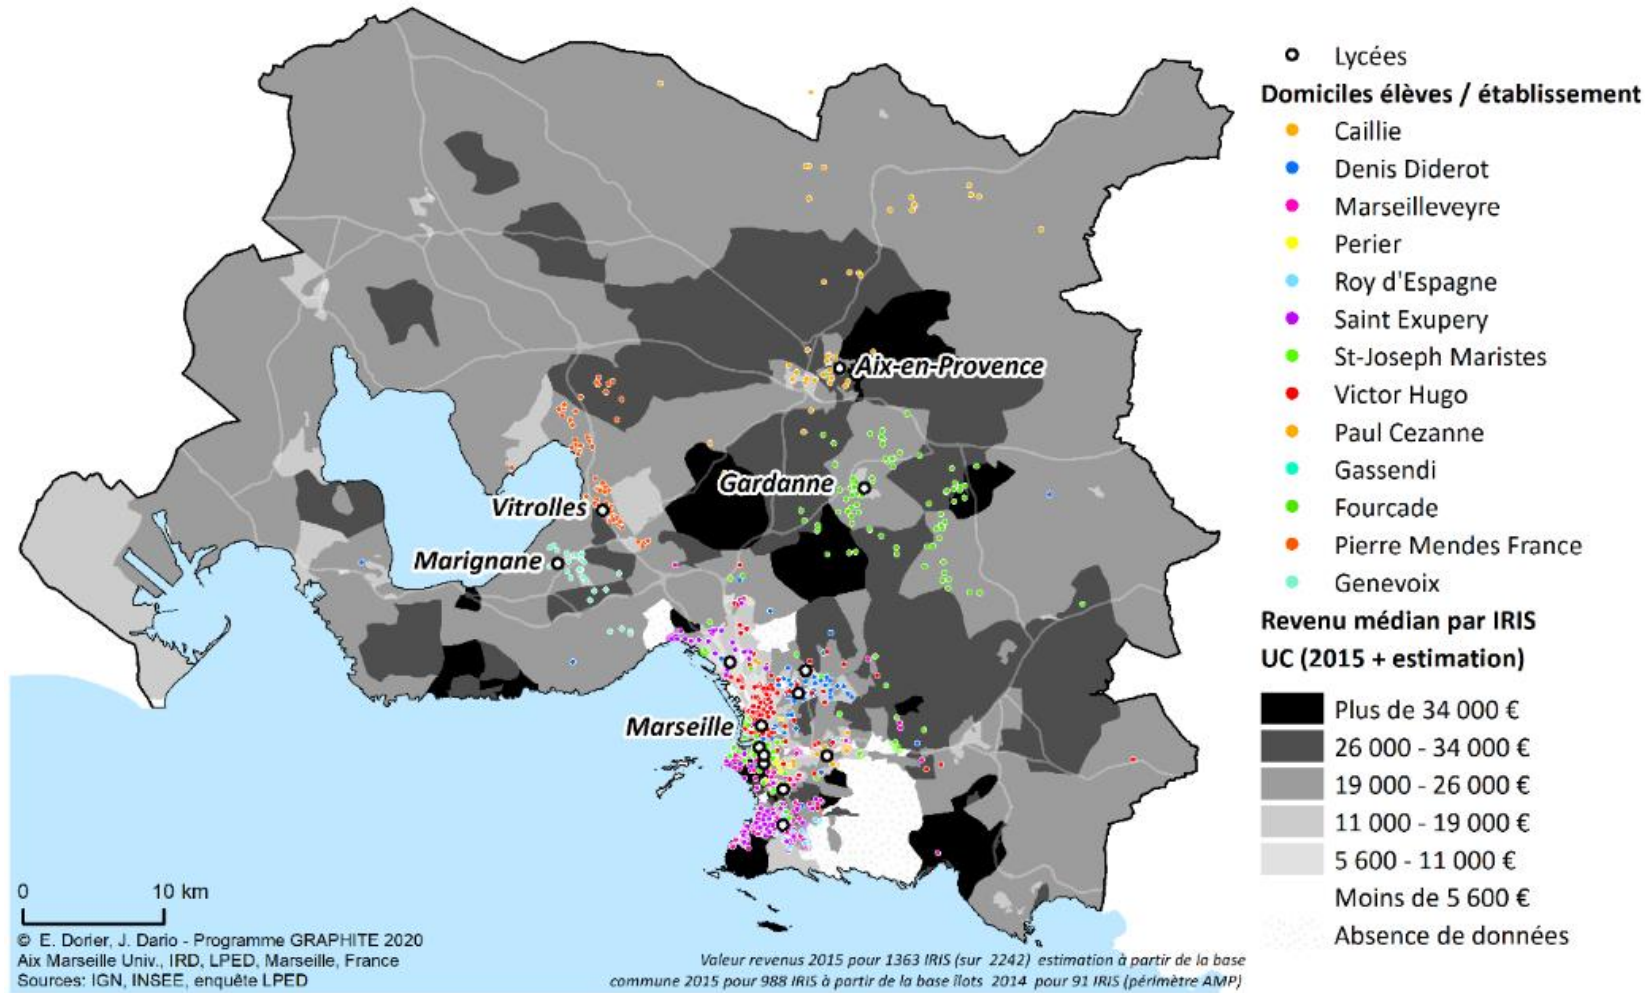 Lycées
Domiciles élèves / établissement
Caillie
Denis Diderot
Marseilleveyre
Perier
Roy d'Espagne
Saint Exupery
St-Joseph Maristes
Victor Hugo
Paul Cezanne
Gassendi
Fourcade
Pierre Mendes France
Genevoix
Revenu médian par IRIS
UC (2015 + estimation)
Plus de 34 000 €
26 000 - 34 000 €
19 000 - 26 000 €
11 000 - 19 000 €
5 600 - 11 000 €
Moins de 5 600 €
Absence de données
Aix-en-Provence
Gardanne
Vitrolles
Marignane
Marseille
0 10 km
© E. Dorier, J. Dario - Programme GRAPHITE 2020
Aix Marseille Univ., IRD, LPED, Marseille, France
Sources: IGN, INSEE, enquête LPED
Valeur revenus 2015 pour 1363 IRIS (sur 2242) estimation à partir de la base
commune 2015 pour 988 IRIS à partir de la base îlots 2014 pour 91 IRIS (périmètre AMP)